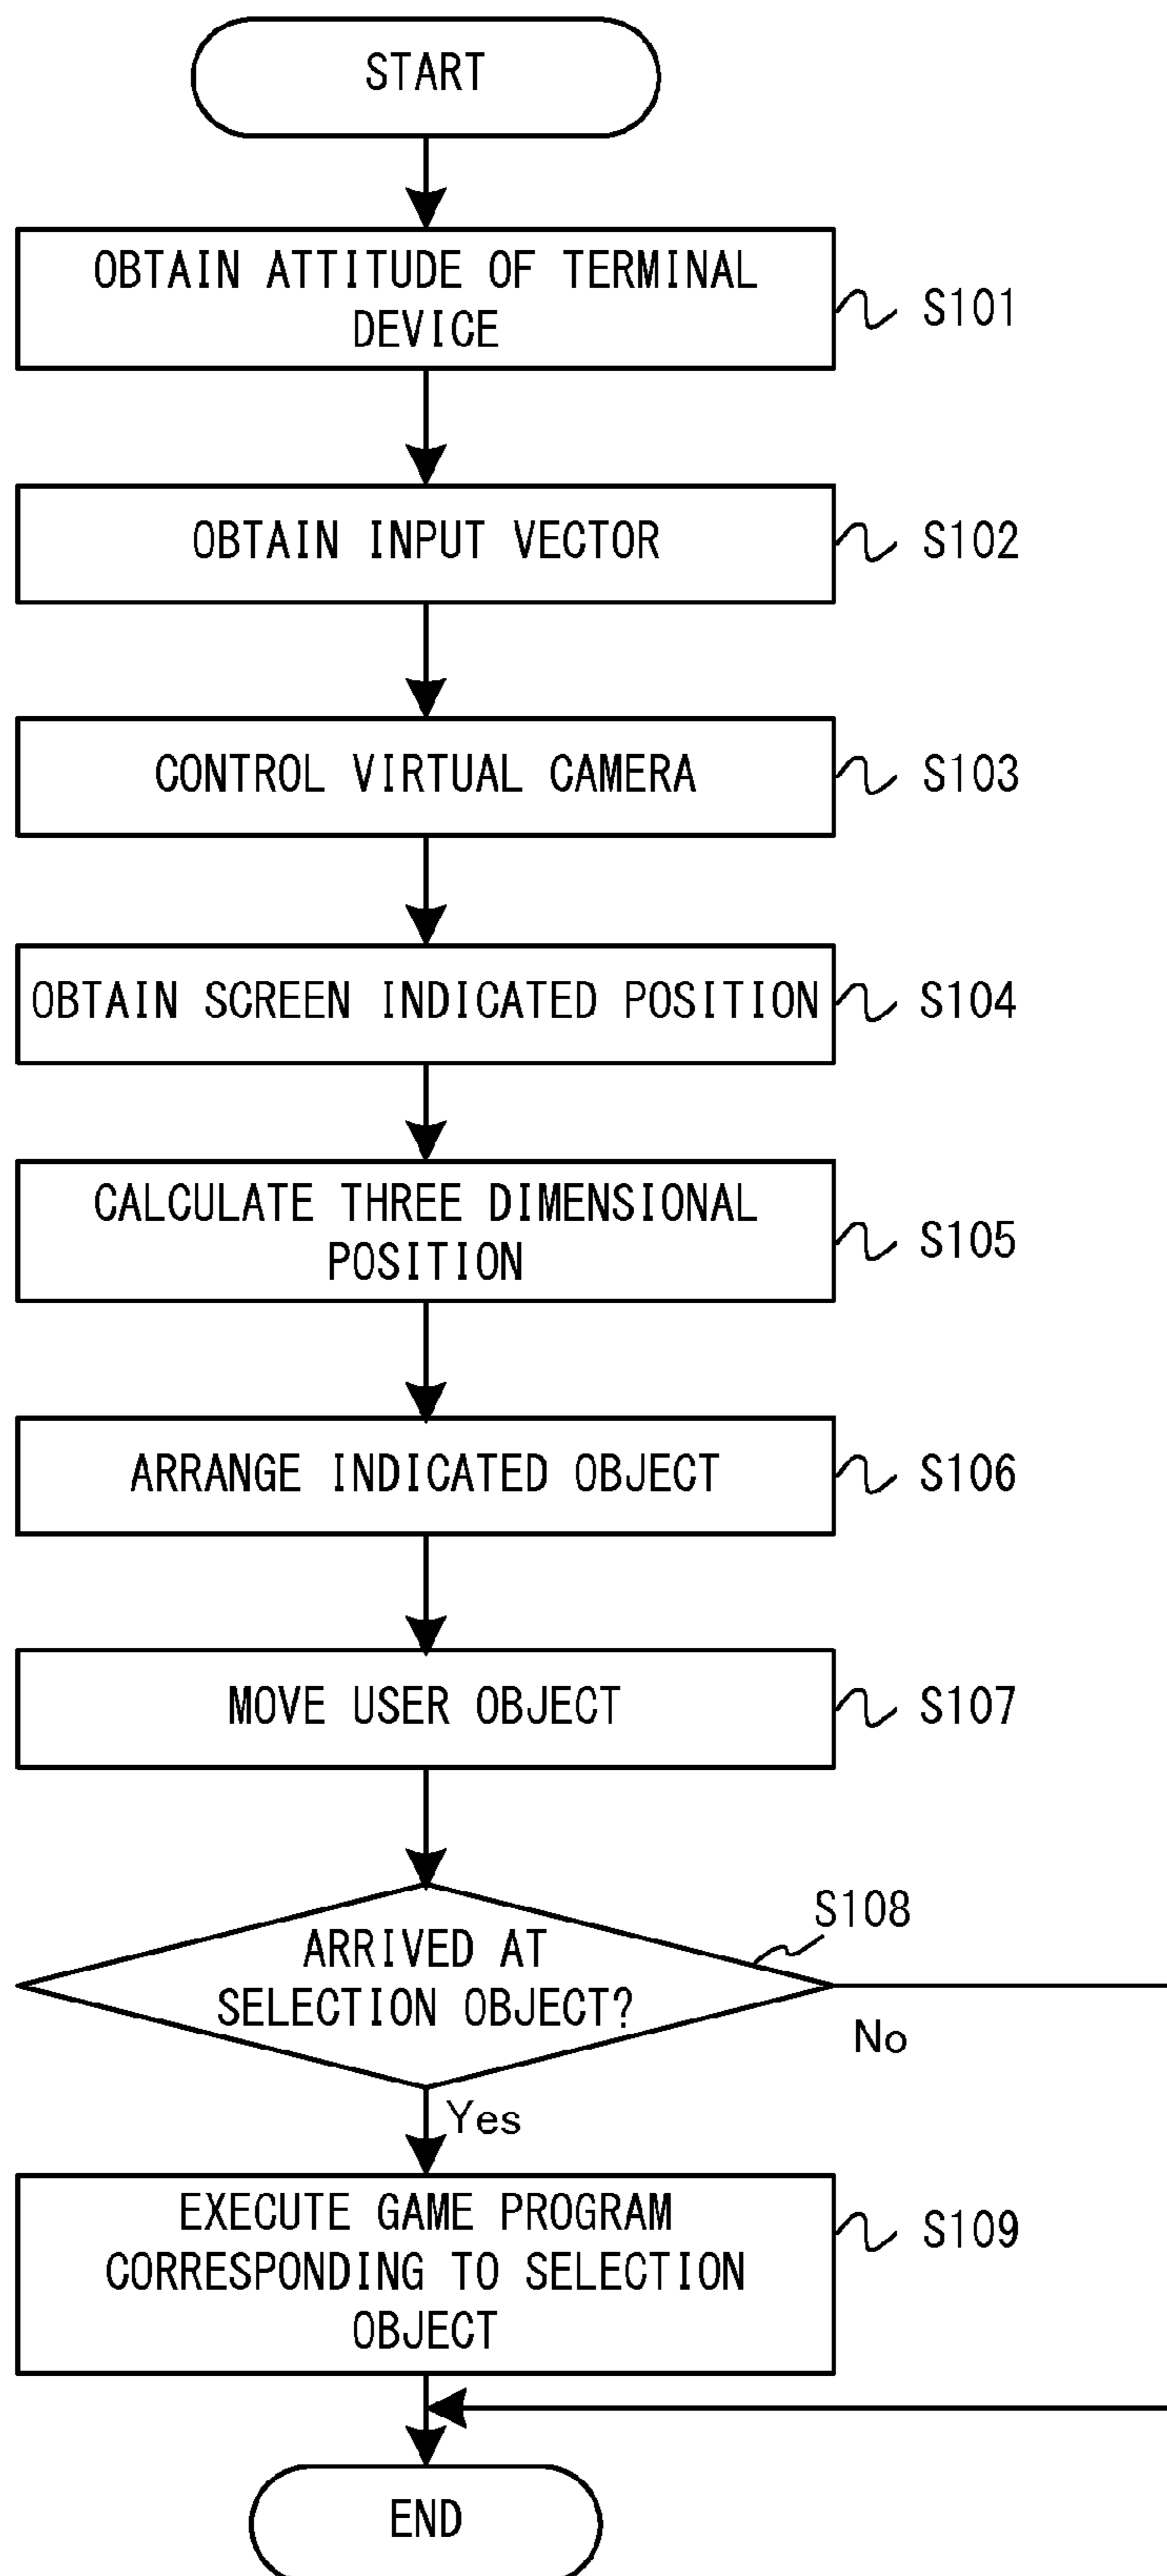 START
OBTAIN ATTITUDE OF TERMINAL
DEVICE
S101
OBTAIN INPUT VECTOR
S102
CONTROL VIRTUAL CAMERA
S103
OBTAIN SCREEN INDICATED POSITION
S104
CALCULATE THREE DIMENSIONAL
POSITION
S105
ARRANGE INDICATED OBJECT
S106
MOVE USER OBJECT
S107
S108
ARRIVED AT
SELECTION OBJECT?
No
Yes
EXECUTE GAME PROGRAM
CORRESPONDING TO SELECTION
OBJECT
S109
END